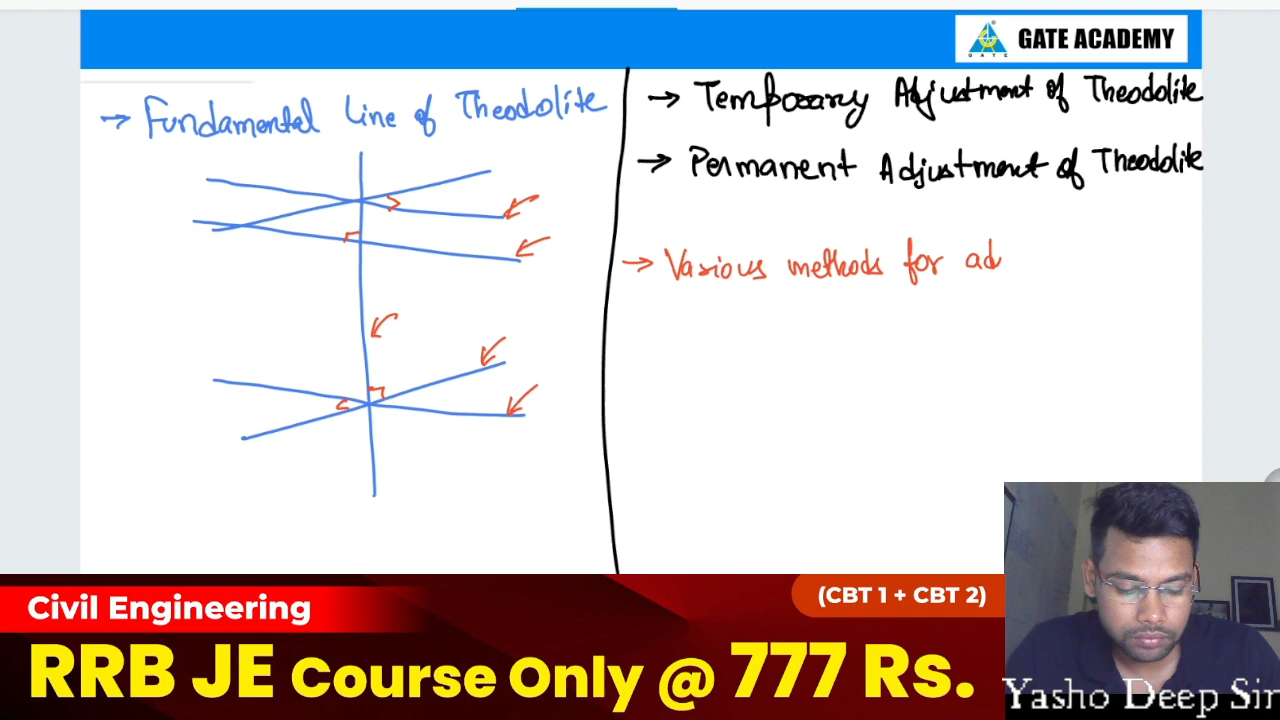 GATE ACADEMY
GATE
→ Fundamental Line of Theodolite
→ Temporary Adjustment of Theodolite
→ Permanent Adjustment of Theodolite
→ Various methods for ad
Civil Engineering
(CBT 1 + CBT 2)
RRB JE Course Only @ 777 Rs.
Yasho Deep Sir